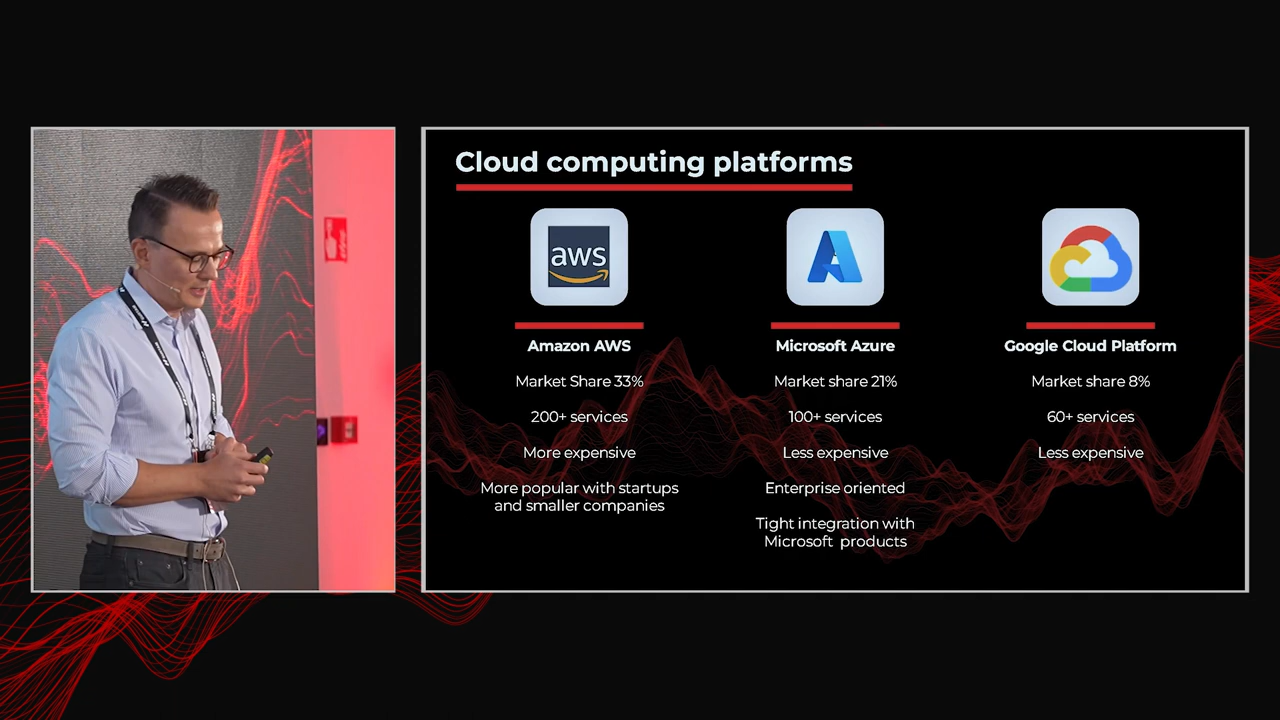 Cloud computing platforms
aws
Amazon AWS
Market Share 33%
200+ services
More expensive
More popular with startups
and smaller companies
Microsoft Azure
Market share 21%
100+ services
Less expensive
Enterprise oriented
Tight integration with
Microsoft products
Google Cloud Platform
Market share 8%
60+ services
Less expensive